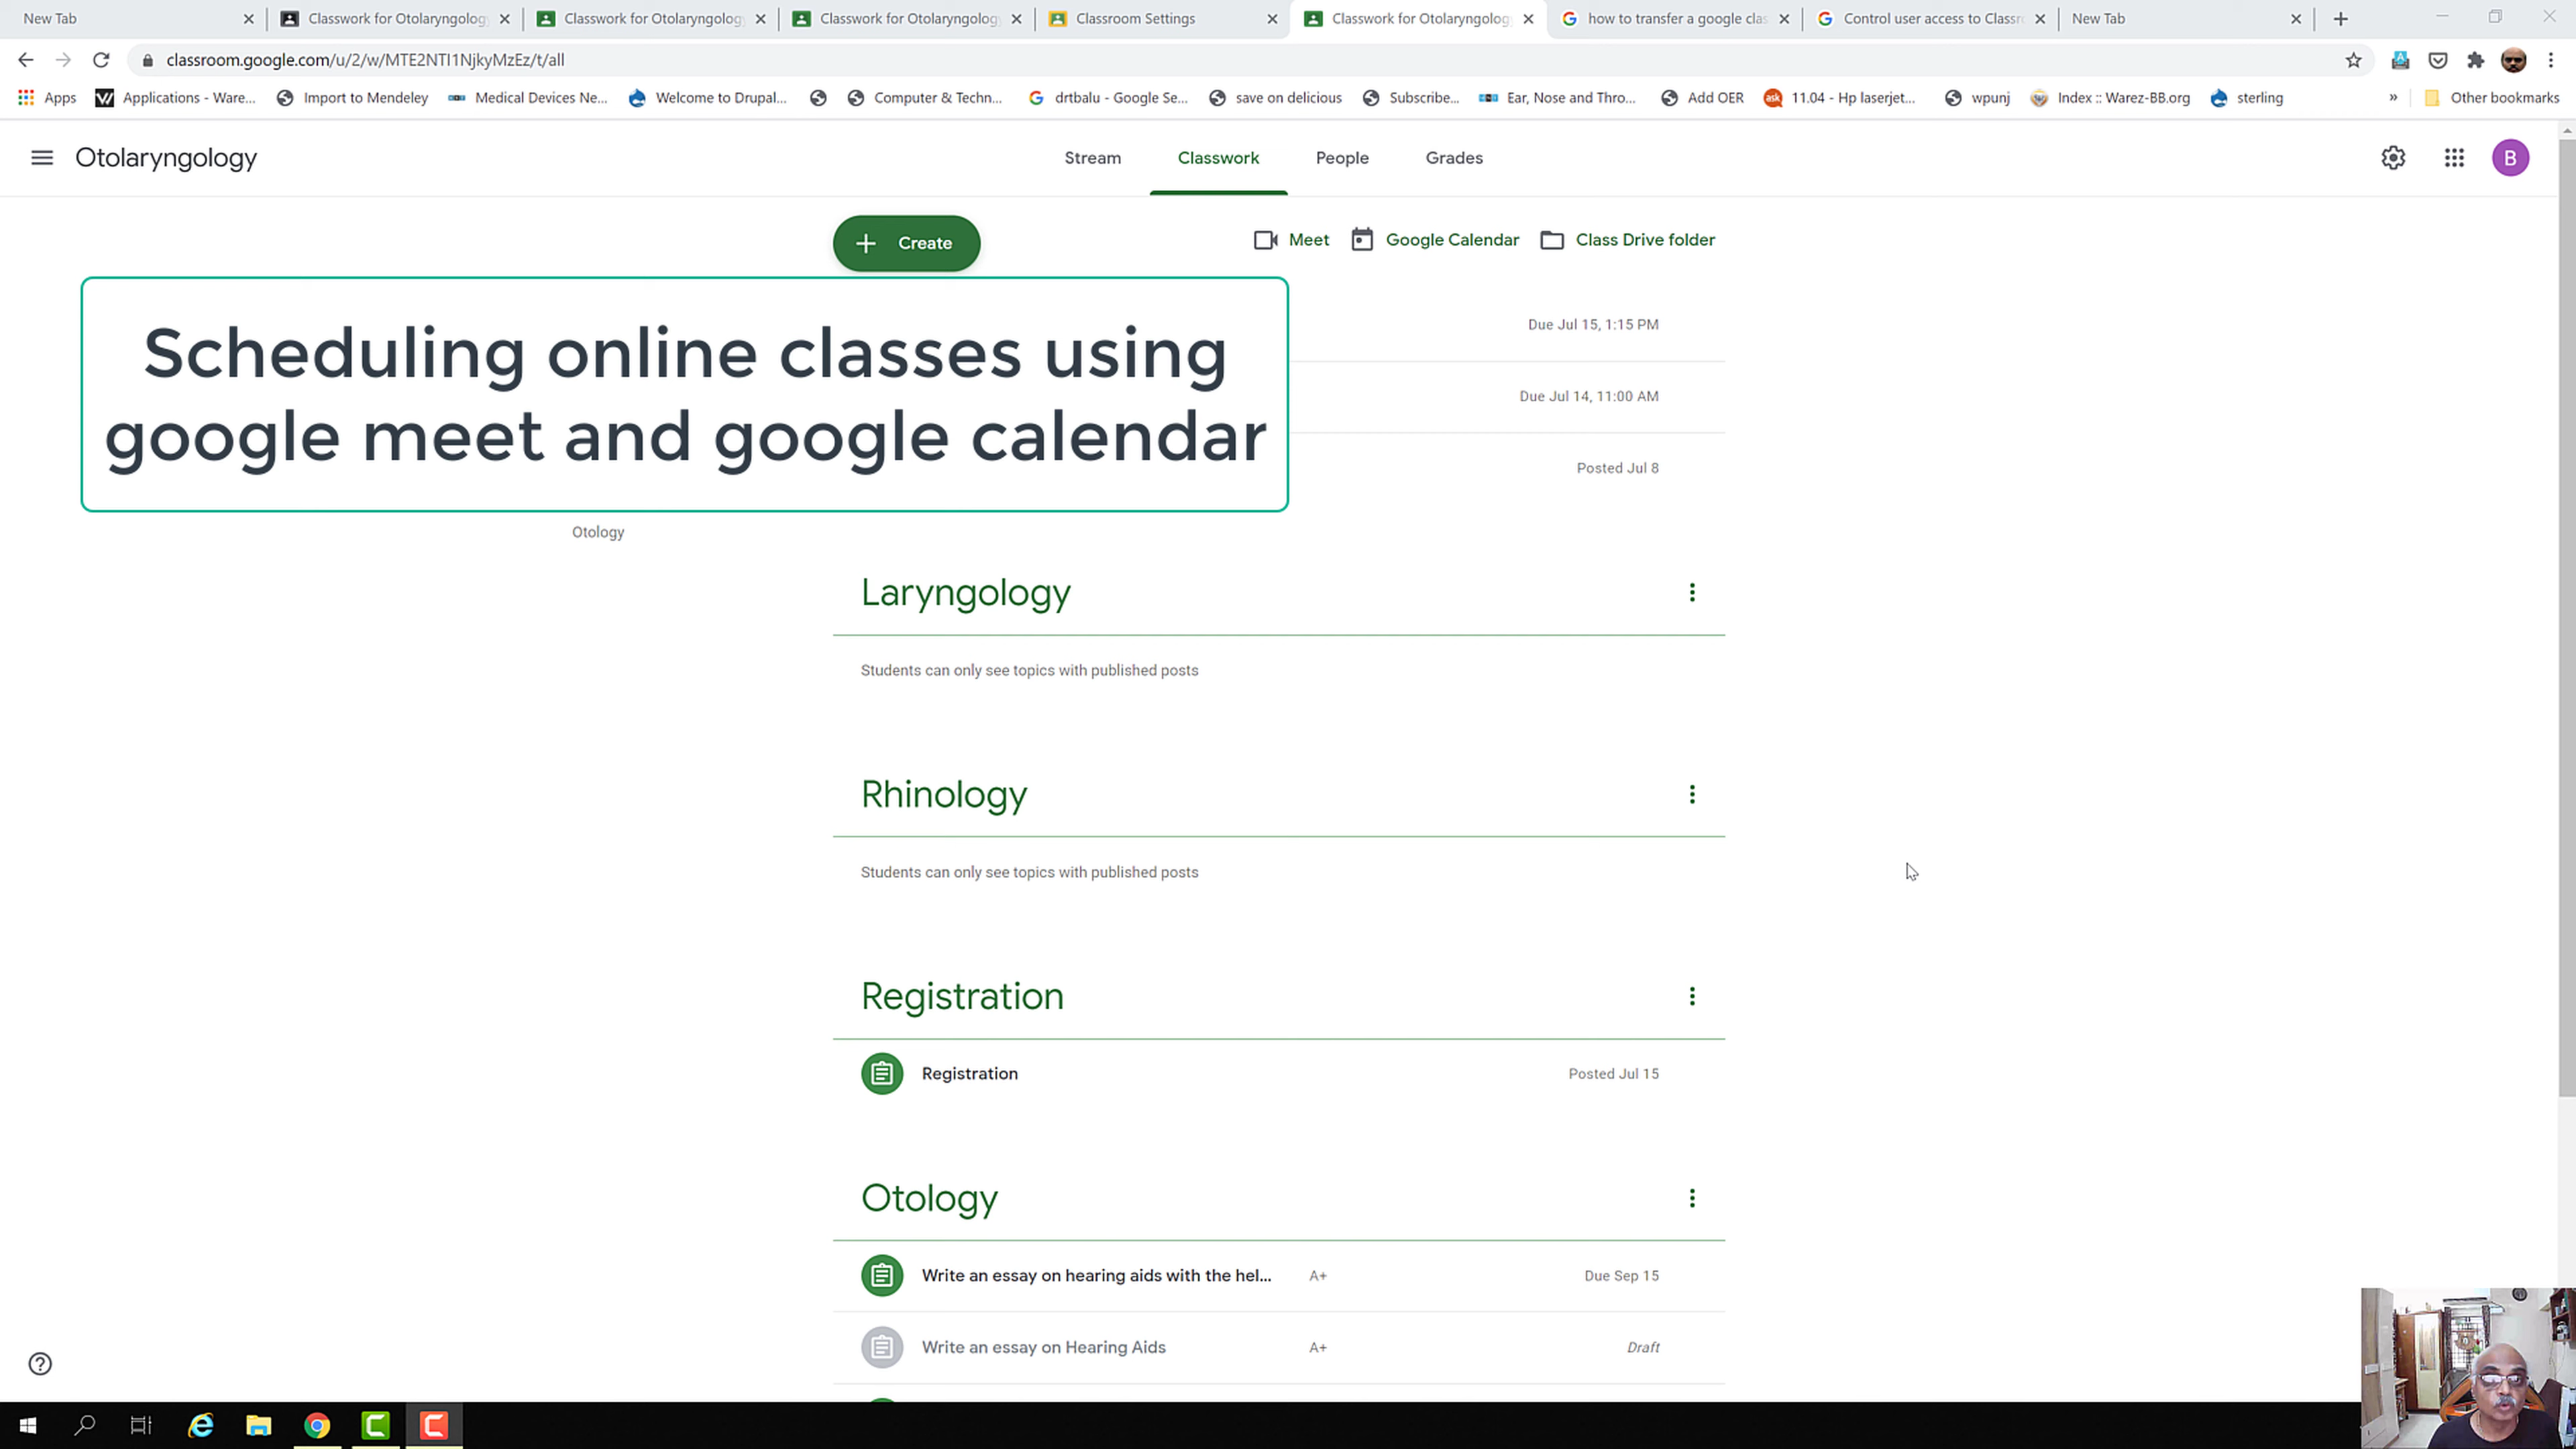 New Tab
Classwork for Otolaryngology
Classwork for Otolaryngology
Classwork for Otolaryngology
Classroom Settings
Classwork for Otolaryngology
how to transfer a google clas
Control user access to Classr
New Tab
classroom.google.com/u/2/w/MTE2NTI1NjkyMzEz/t/all
Apps
Applications - Ware...
Import to Mendeley
Medical Devices Ne...
Welcome to Drupal...
Computer & Techn...
drtbalu - Google Se...
save on delicious
Subscribe...
Ear, Nose and Thro...
Add OER
11.04 - Hp laserjet...
wpunj
Index :: Warez-BB.org
sterling
»
Other bookmarks
Otolaryngology
Stream
Classwork
People
Grades
B
Create
Meet
Google Calendar
Class Drive folder
Scheduling online classes using
google meet and google calendar
Due Jul 15, 1:15 PM
Due Jul 14, 11:00 AM
Posted Jul 8
Otology
Laryngology
Students can only see topics with published posts
Rhinology
Students can only see topics with published posts
Registration
Registration
Posted Jul 15
Otology
Write an essay on hearing aids with the hel...
A+
Due Sep 15
Write an essay on Hearing Aids
A+
Draft